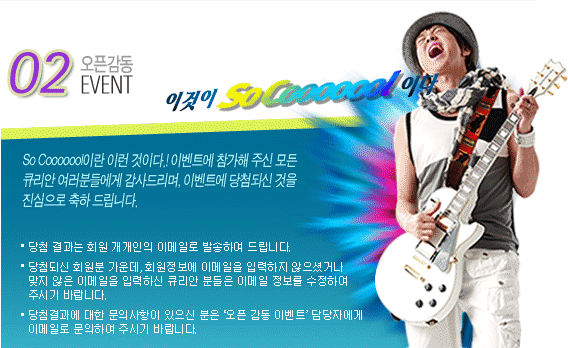 02 오픈감동
EVENT
이것이 So Cooooool 이다
So Cooooool이란 이런 것이다.! 이벤트에 참가해 주신 모든
큐리안 여러분들에게 감사드리며, 이벤트에 당첨되신 것을
진심으로 축하 드립니다.
• 당첨 결과는 회원 개개인의 이메일로 발송하여 드립니다.
• 당첨되신 회원분 가운데, 회원정보에 이메일을 입력하지 않으셨거나
맞지 않은 이메일을 입력하신 큐리안 분들은 이메일 정보를 수정하여
주시기 바랍니다.
• 당첨결과에 대한 문의사항이 있으신 분은 '오픈 감동 이벤트' 담당자에게
이메일로 문의하여 주시기 바랍니다.